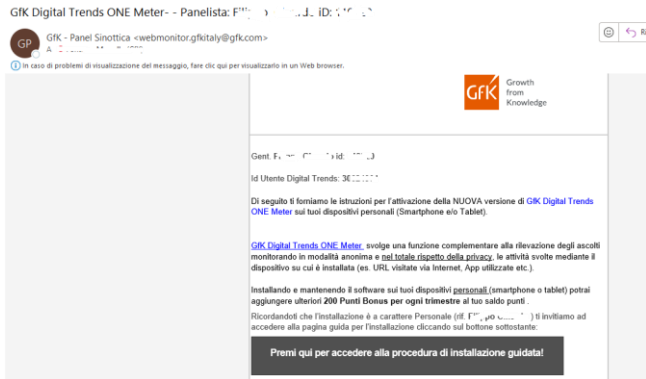 GfK Digital Trends ONE Meter- - Panelista: iD:
GP
GfK - Panel Sinottica <webmonitor.gfkitaly@gfk.com>
A
In caso di problemi di visualizzazione del messaggio, fare clic qui per visualizzarlo in un Web browser.
GfK
Growth
from
Knowledge
Gent. id:
Id Utente Digital Trends:
Di seguito ti forniamo le istruzioni per l'attivazione della NUOVA versione di GfK Digital Trends
ONE Meter sui tuoi dispositivi personali (Smartphone e/o Tablet).
GfK Digital Trends ONE Meter svolge una funzione complementare alla rilevazione degli ascolti
monitorando in modalità anonima e nel totale rispetto della privacy, le attività svolte mediante il
dispositivo su cui è installata (es. URL visitate via Internet, App utilizzate etc.).
Installando e mantenendo il software sui tuoi dispositivi personali (smartphone o tablet) potrai
aggiungere ulteriori 200 Punti Bonus per ogni trimestre al tuo saldo punti .
Ricordandoti che l'installazione è a carattere Personale (rif. ) ti invitiamo ad
accedere alla pagina guida per l'installazione cliccando sul bottone sottostante:
Premi qui per accedere alla procedura di installazione guidata!